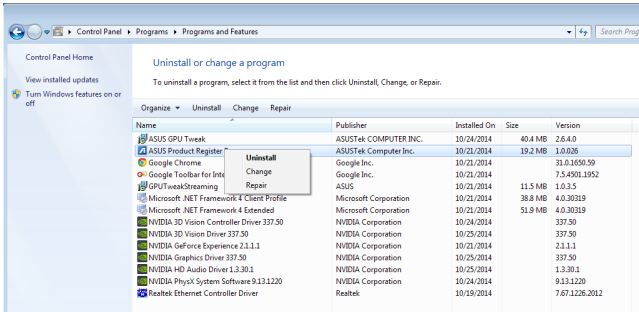 Control Panel Programs Programs and Features Search Prog
Control Panel Home
View installed updates
Turn Windows features on or
off
Uninstall or change a program
To uninstall a program, select it from the list and then click Uninstall, Change, or Repair.
Organize Uninstall Change Repair
Name Publisher Installed On Size Version
ASUS GPU Tweak ASUSTek COMPUTER INC. 10/24/2014 40.4 MB 2.6.4.0
ASUS Product Register ASUSTek Computer Inc. 10/21/2014 19.2 MB 1.0.026
Google Chrome Google Inc. 10/21/2014 31.0.1650.59
Google Toolbar for Inte Google Inc. 10/21/2014 7.5.4501.1952
GPUTweakStreaming ASUS 10/21/2014 11.5 MB 1.0.3.5
Microsoft .NET Framework 4 Client Profile Microsoft Corporation 10/21/2014 38.8 MB 4.0.30319
Microsoft .NET Framework 4 Extended Microsoft Corporation 10/21/2014 51.9 MB 4.0.30319
NVIDIA 3D Vision Controller Driver 337.50 NVIDIA Corporation 10/24/2014 337.50
NVIDIA 3D Vision Driver 337.50 NVIDIA Corporation 10/25/2014 337.50
NVIDIA GeForce Experience 2.1.1.1 NVIDIA Corporation 10/21/2014 2.1.1.1
NVIDIA Graphics Driver 337.50 NVIDIA Corporation 10/25/2014 337.50
NVIDIA HD Audio Driver 1.3.30.1 NVIDIA Corporation 10/25/2014 1.3.30.1
NVIDIA PhysX System Software 9.13.1220 NVIDIA Corporation 10/24/2014 9.13.1220
Realtek Ethernet Controller Driver Realtek 10/19/2014 7.67.1226.2012
Uninstall
Change
Repair